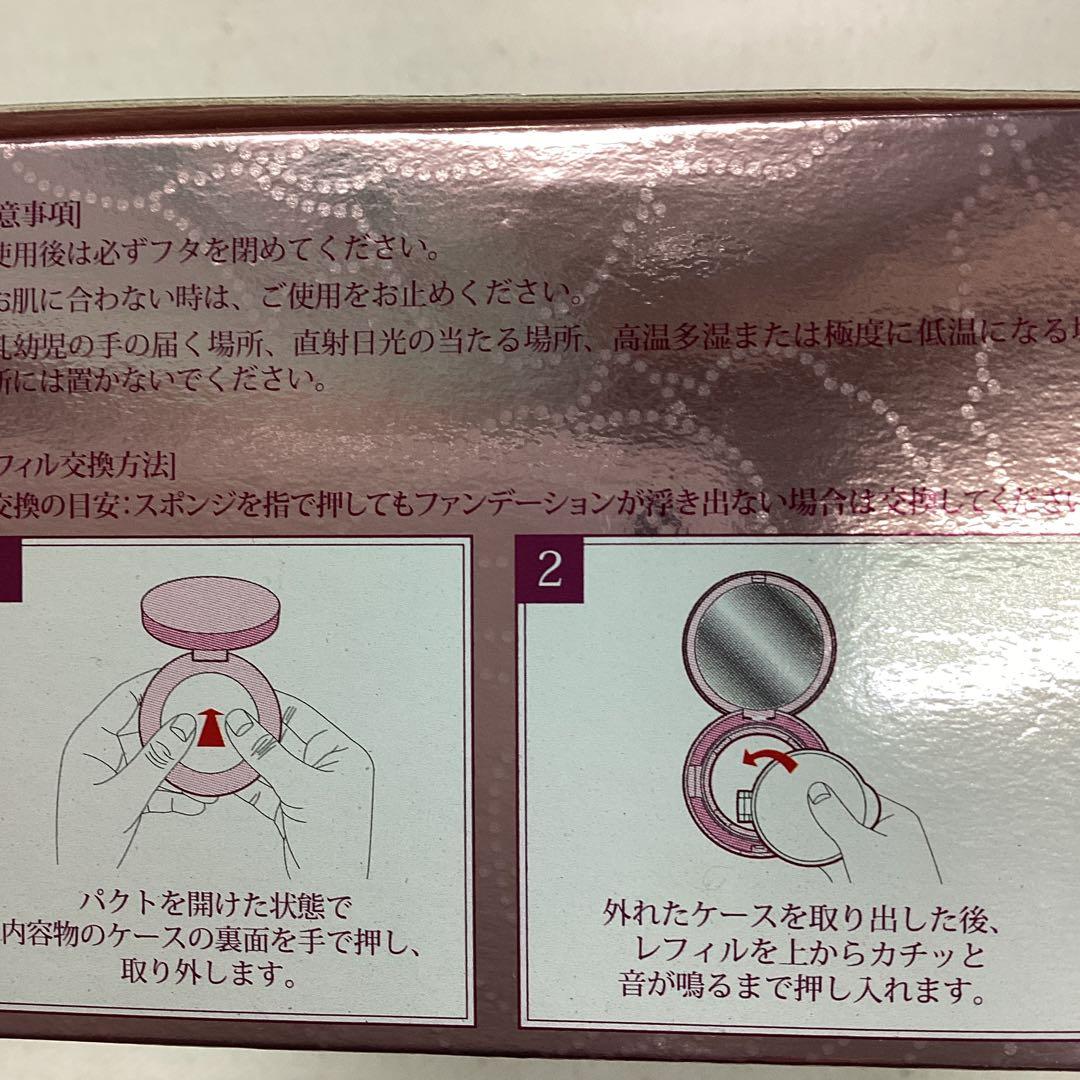 意事項]
使用後は必ずフタを閉めてください。
お肌に合わない時は、ご使用をお止めください。
乳幼児の手の届く場所、直射日光の当たる場所、高温多湿または極度に低温になる場
所には置かないでください。
フィル交換方法]
交換の目安:スポンジを指で押してもファンデーションが浮き出ない場合は交換してください
2
パクトを開けた状態で
内容物のケースの裏面を手で押し、
取り外します。
外れたケースを取り出した後、
レフィルを上からカチッと
音が鳴るまで押し入れます。